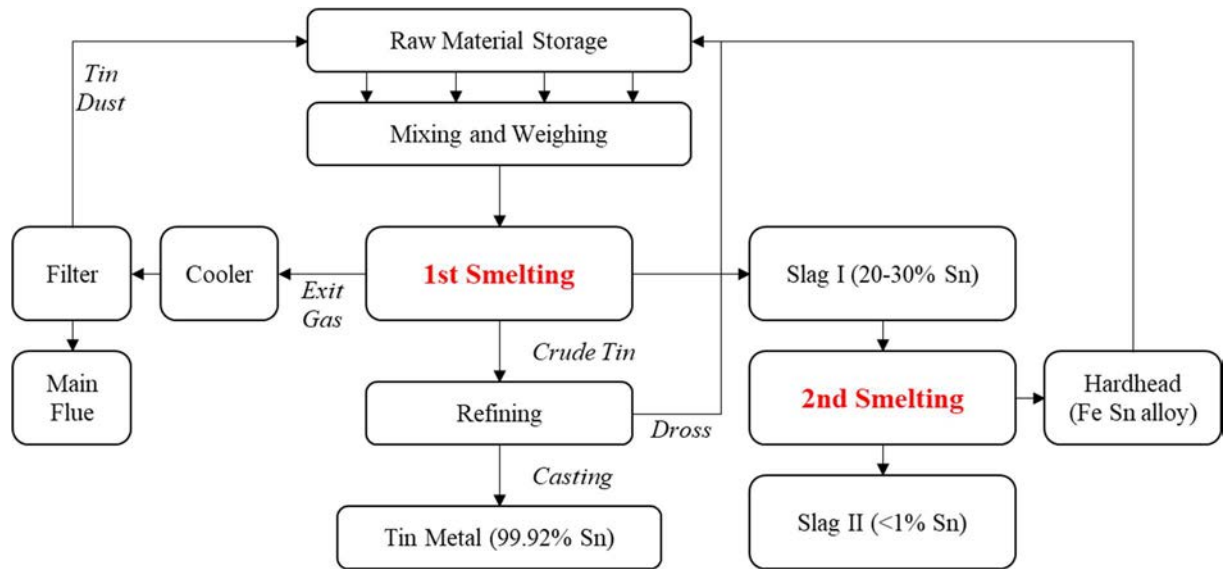 Raw Material Storage
Tin
Dust
Mixing and Weighing
Filter
Cooler
Exit
Gas
1st Smelting
Slag I (20-30% Sn)
Crude Tin
Main
Flue
Refining
Dross
2nd Smelting
Hardhead
(Fe Sn alloy)
Casting
Tin Metal (99.92% Sn)
Slag II (<1% Sn)